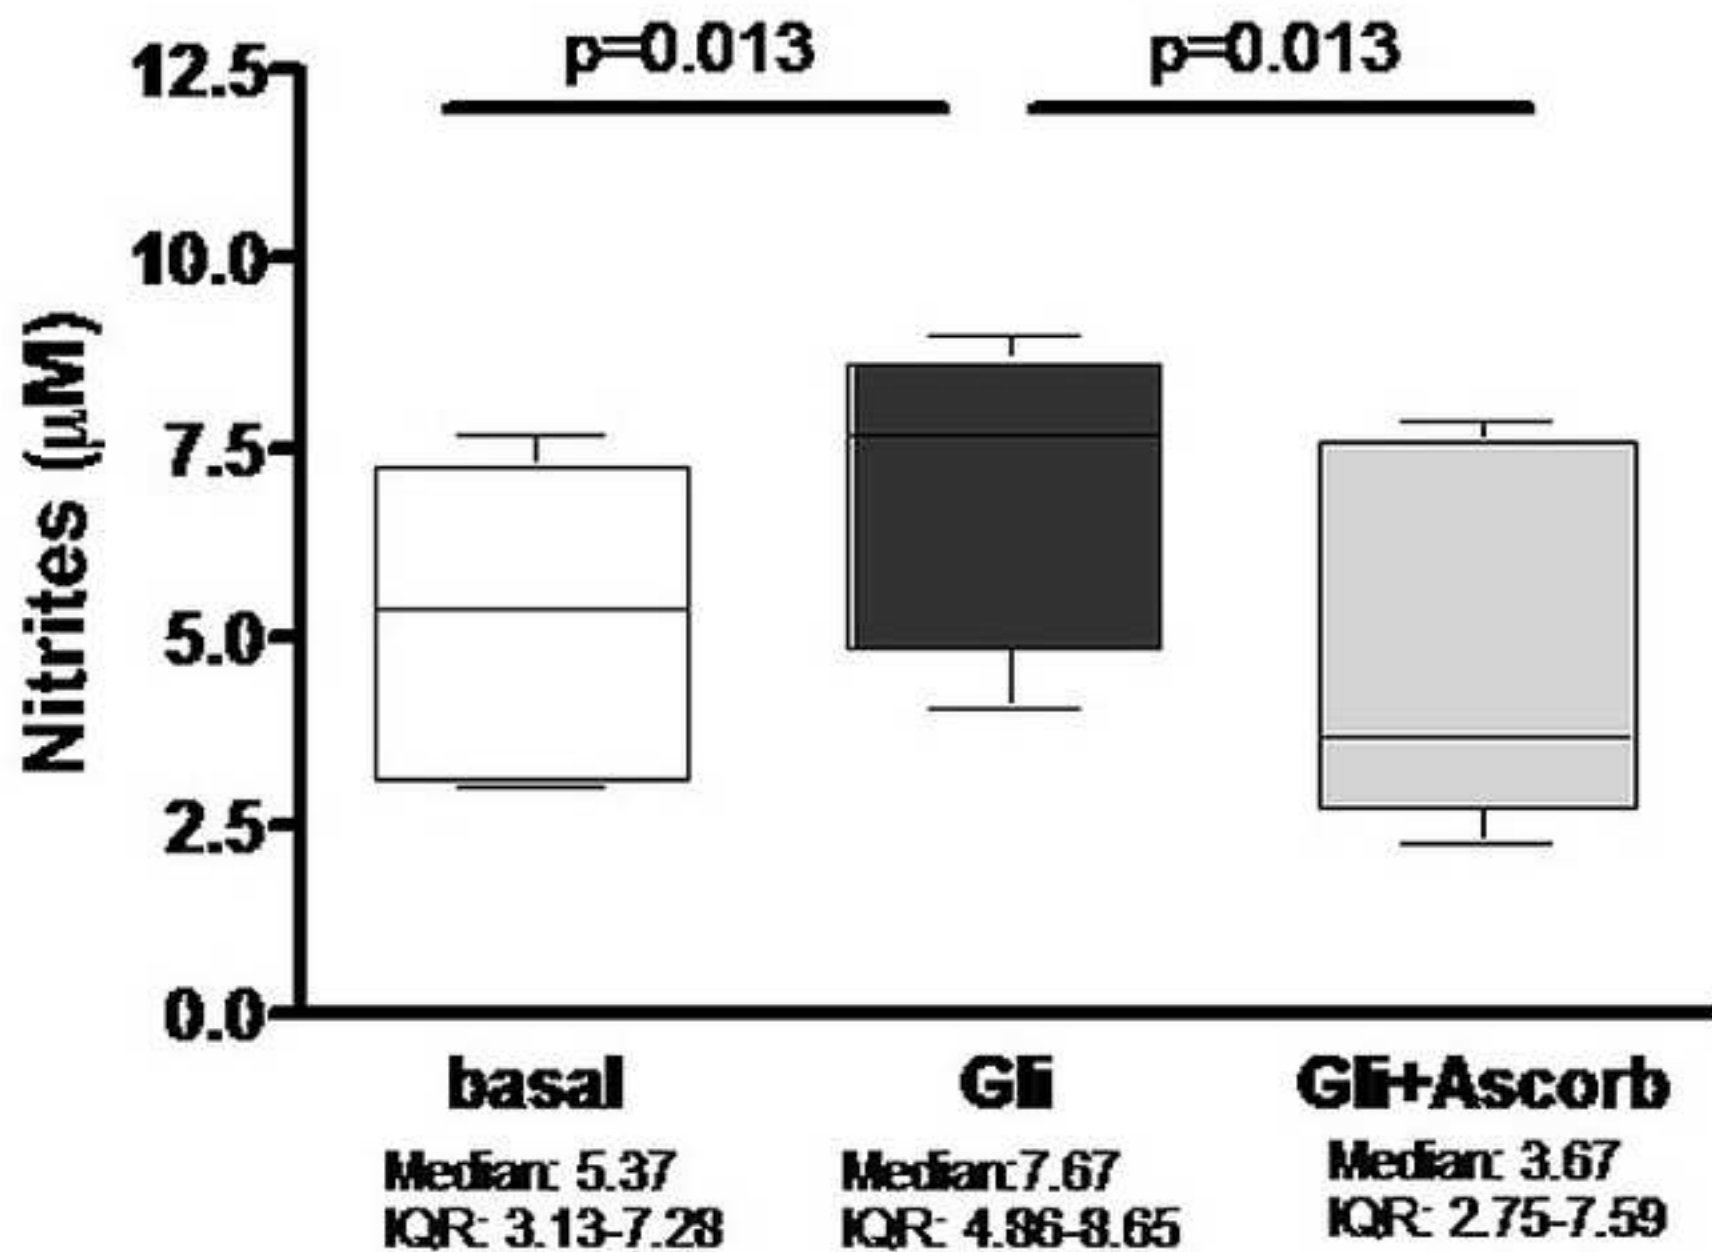 p=0.013 p=0.013
12.5
10.0
7.5
5.0
2.5
0.0
Nitrites (μM)
basal Gli Gli+Ascorb
Median: 5.37 Median:7.67 Median: 3.67
IQR: 3.13-7.28 IQR: 4.86-8.65 IQR: 2.75-7.59